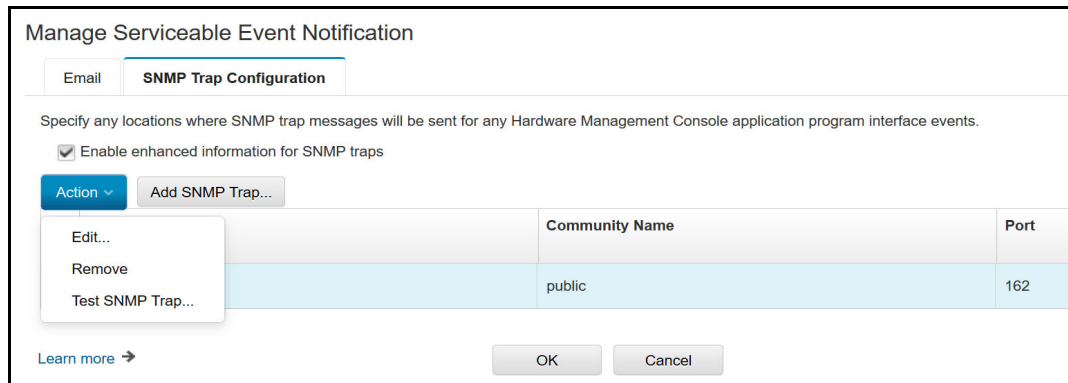 Manage Serviceable Event Notification
Email SNMP Trap Configuration
Specify any locations where SNMP trap messages will be sent for any Hardware Management Console application program interface events.
Enable enhanced information for SNMP traps
Action Add SNMP Trap...
Community Name Port
Edit...
Remove
public 162
Test SNMP Trap...
Learn more
OK Cancel